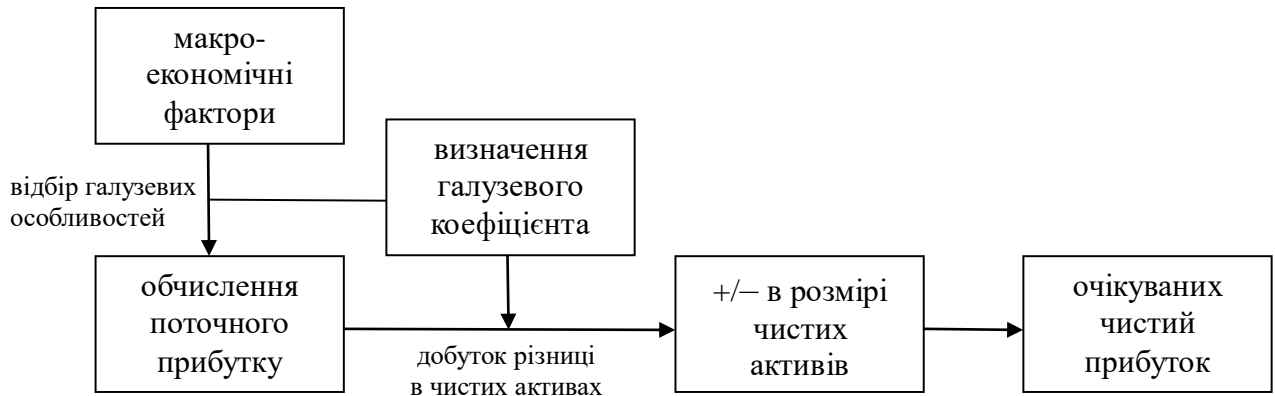 макро-
економічні
фактори
визначення
галузевого
коефіцієнта
відбір галузевих
особливостей
обчислення
поточного
прибутку
добуток різниці
в чистих активах
+/− в розмірі
чистих
активів
очікуваних
чистий
прибуток